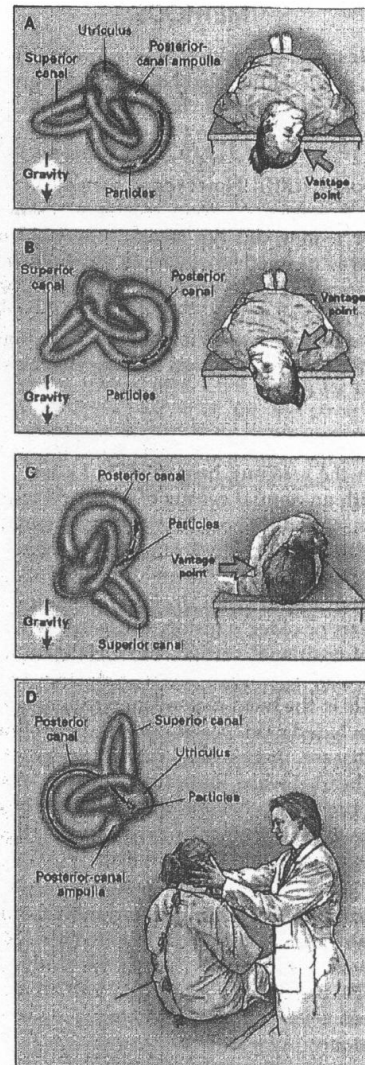 A
Utriculus
Posterior-
canal ampulla
Superior
canal
Gravity
Particles
Vantage
point
B
Superior
canal
Posterior
canal
Vantage
point
Gravity
Particles
C
Posterior canal
Particles
Vantage
point
Gravity
Superior canal
D
Posterior
canal
Superior canal
Utriculus
Particles
Posterior-canal
ampulla